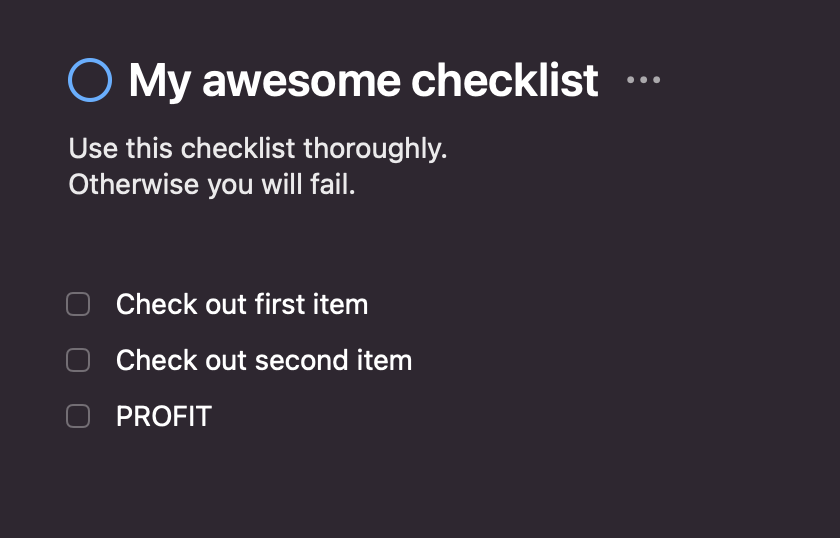 My awesome checklist
Use this checklist thoroughly.
Otherwise you will fail.
Check out first item
Check out second item
PROFIT